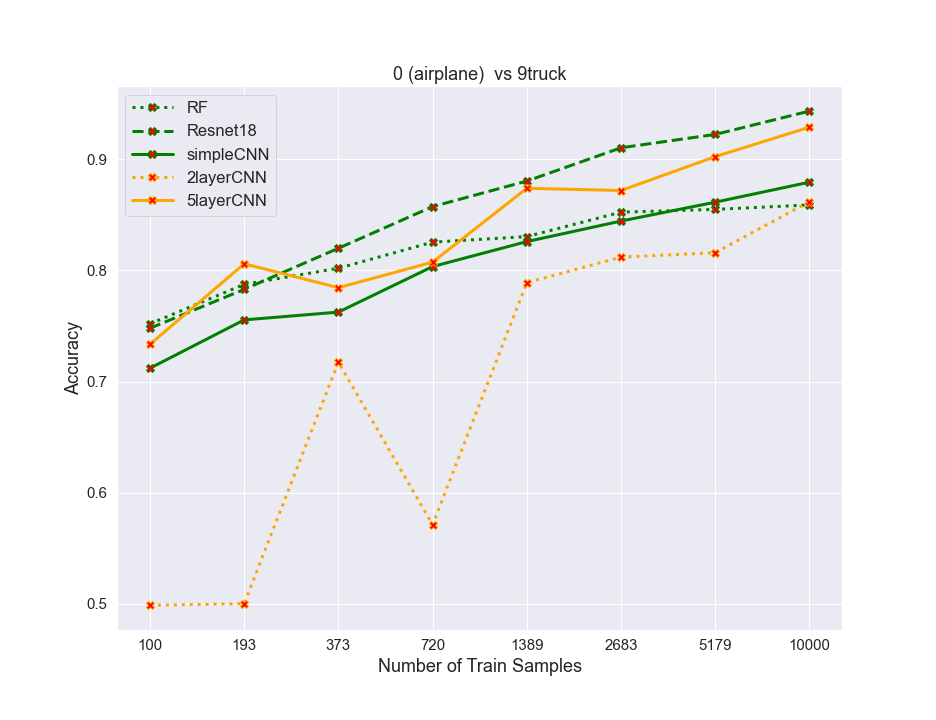 0 (airplane)  vs 9truck
RF
Resnet18
simpleCNN
2layerCNN
5layerCNN
Accuracy
0.9
0.8
0.7
0.6
0.5
100 193 373 720 1389 2683 5179 10000
Number of Train Samples